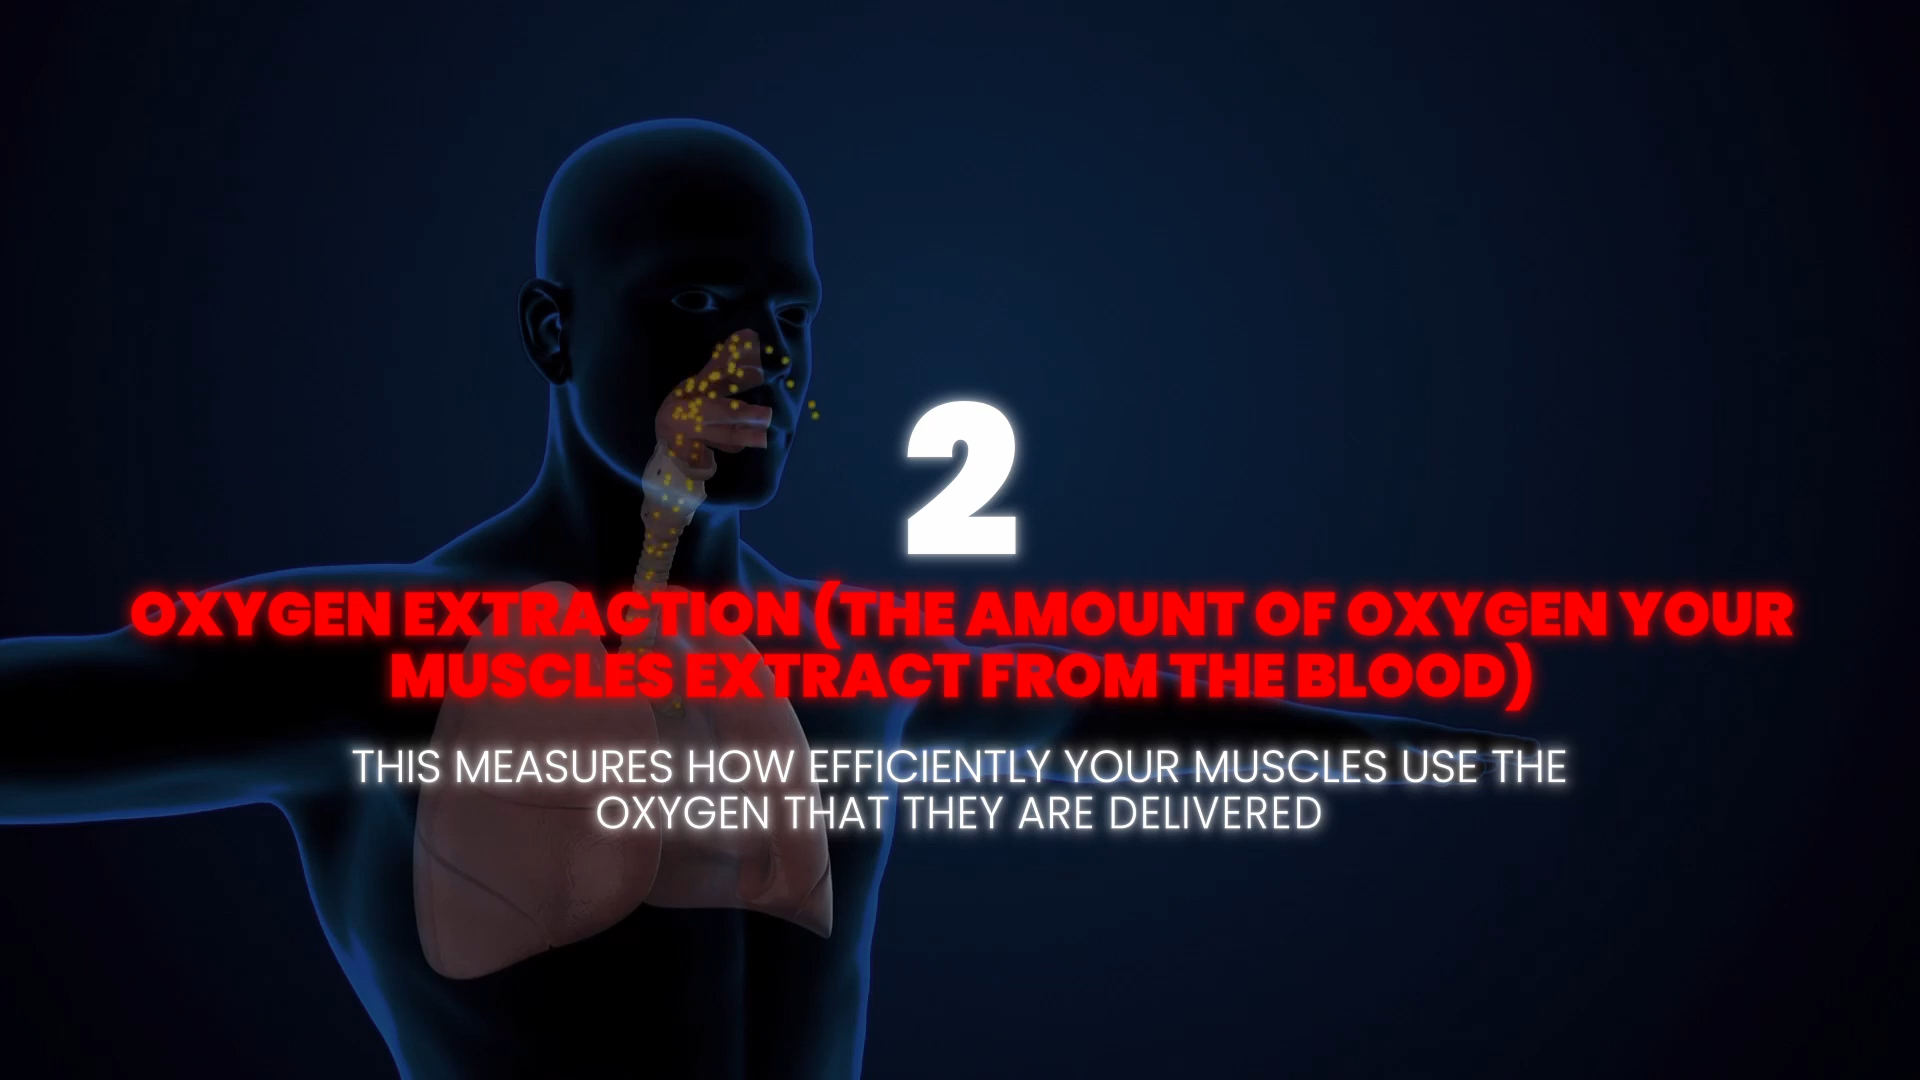 2
OXYGEN EXTRACTION (THE AMOUNT OF OXYGEN YOUR
MUSCLES EXTRACT FROM THE BLOOD)
THIS MEASURES HOW EFFICIENTLY YOUR MUSCLES USE THE
OXYGEN THAT THEY ARE DELIVERED